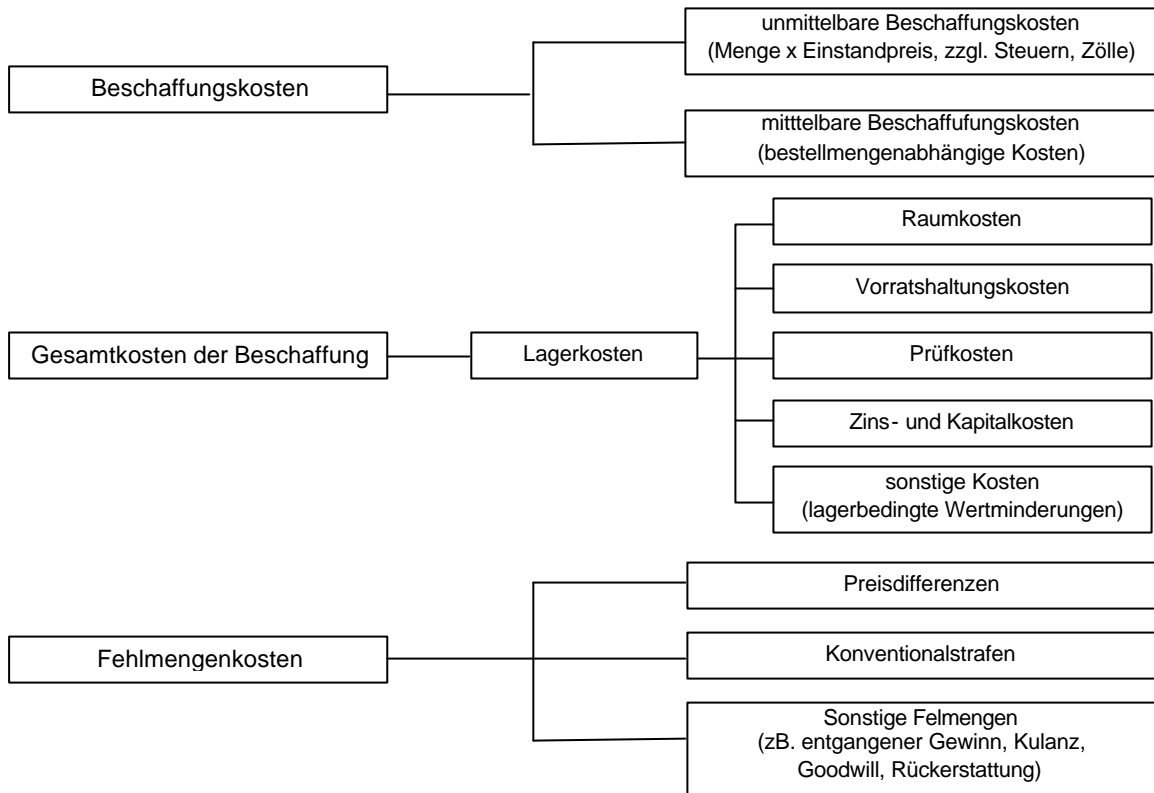 unmittelbare Beschaffungskosten
(Menge x Einstandpreis, zzgl. Steuern, Zölle)
Beschaffungskosten
mitttelbare Beschaffufungskosten
(bestellmengenabhängige Kosten)
Raumkosten
Vorratshaltungskosten
Gesamtkosten der Beschaffung
Lagerkosten
Prüfkosten
Zins- und Kapitalkosten
sonstige Kosten
(lagerbedingte Wertminderungen)
Preisdifferenzen
Fehlmengenkosten
Konventionalstrafen
Sonstige Felmengen
(zB. entgangener Gewinn, Kulanz,
Goodwill, Rückerstattung)